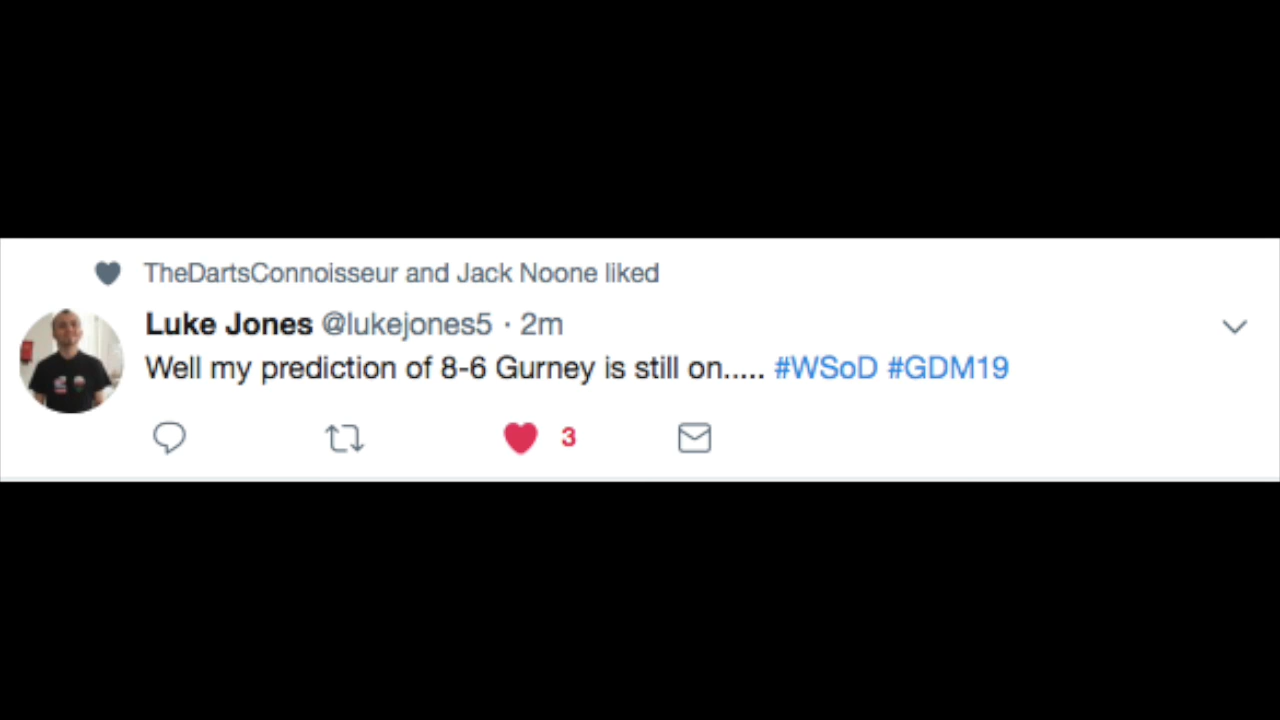 TheDartsConnoisseur and Jack Noone liked
Luke Jones @lukejones5 · 2m
Well my prediction of 8-6 Gurney is still on..... #WSoD #GDM19
3